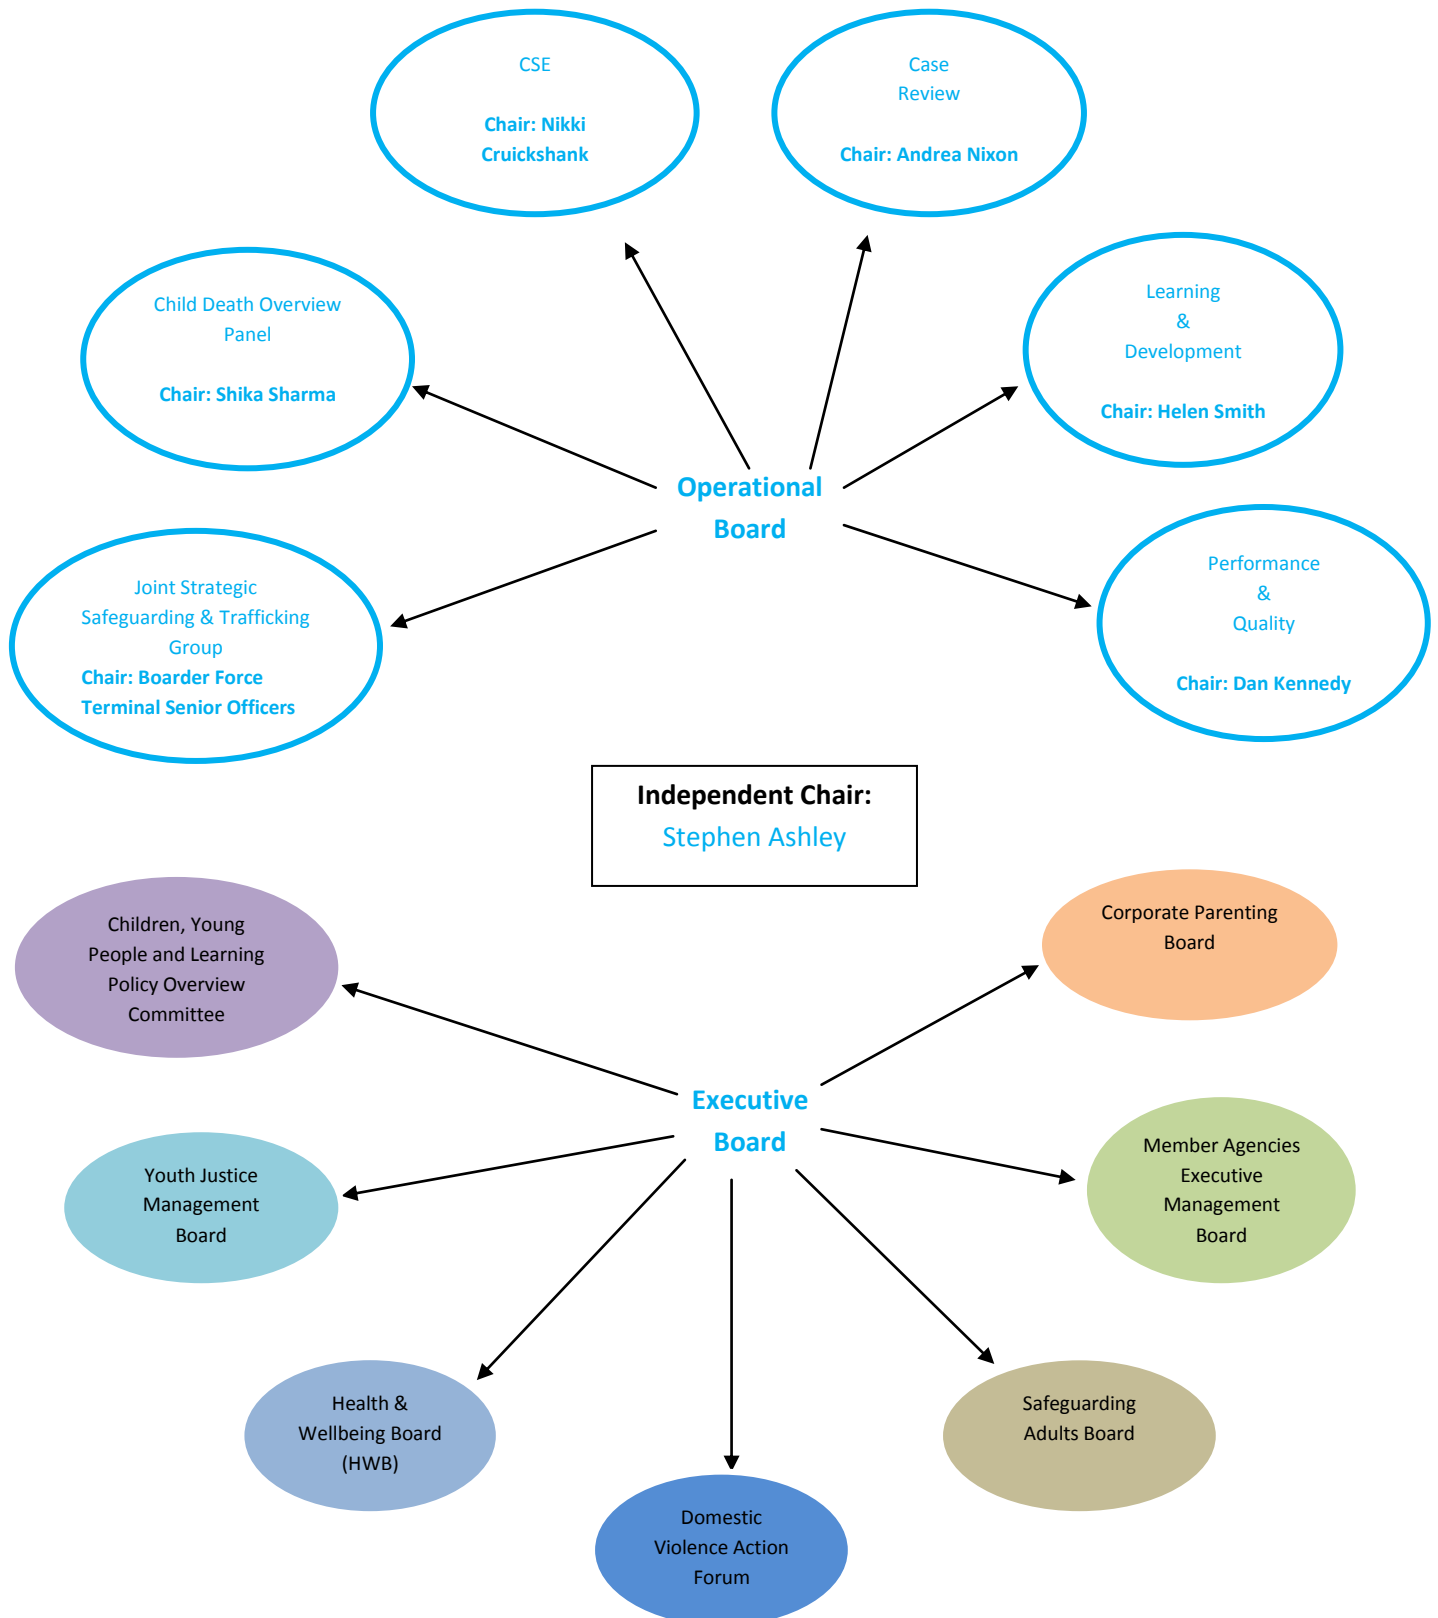 CSE
Chair: Nikki
Cruickshank
Case
Review
Chair: Andrea Nixon
Child Death Overview
Panel
Chair: Shika Sharma
Learning
&
Development
Chair: Helen Smith
Operational
Board
Joint Strategic
Safeguarding & Trafficking
Group
Chair: Boarder Force
Terminal Senior Officers
Performance
&
Quality
Chair: Dan Kennedy
Independent Chair:
Stephen Ashley
Children, Young
People and Learning
Policy Overview
Committee
Corporate Parenting
Board
Executive
Board
Youth Justice
Management
Board
Member Agencies
Executive
Management
Board
Health &
Wellbeing Board
(HWB)
Safeguarding
Adults Board
Domestic
Violence Action
Forum